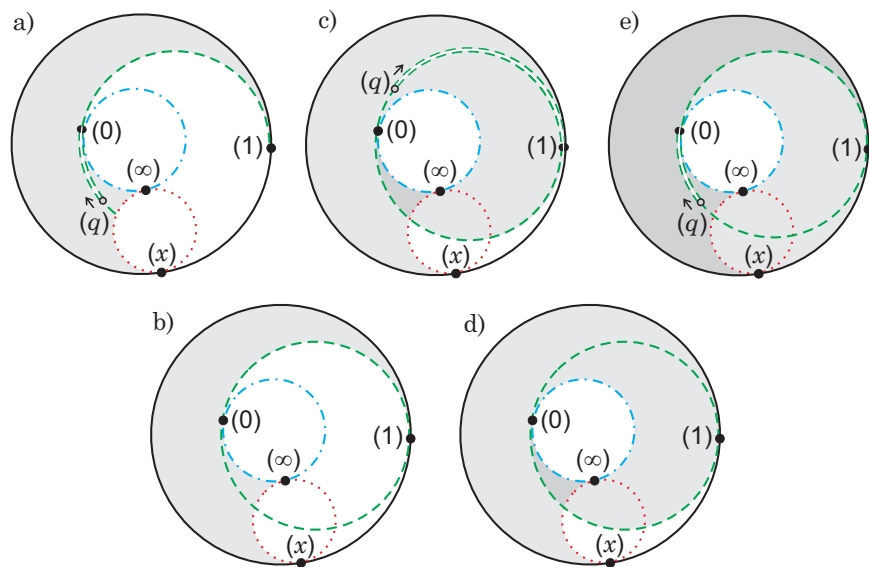 a)
(0)
(1)
(∞)
(q)
(x)
c)
(q)
(0)
(1)
(∞)
(x)
e)
(0)
(1)
(∞)
(q)
(x)
b)
(0)
(1)
(∞)
(x)
d)
(0)
(1)
(∞)
(x)